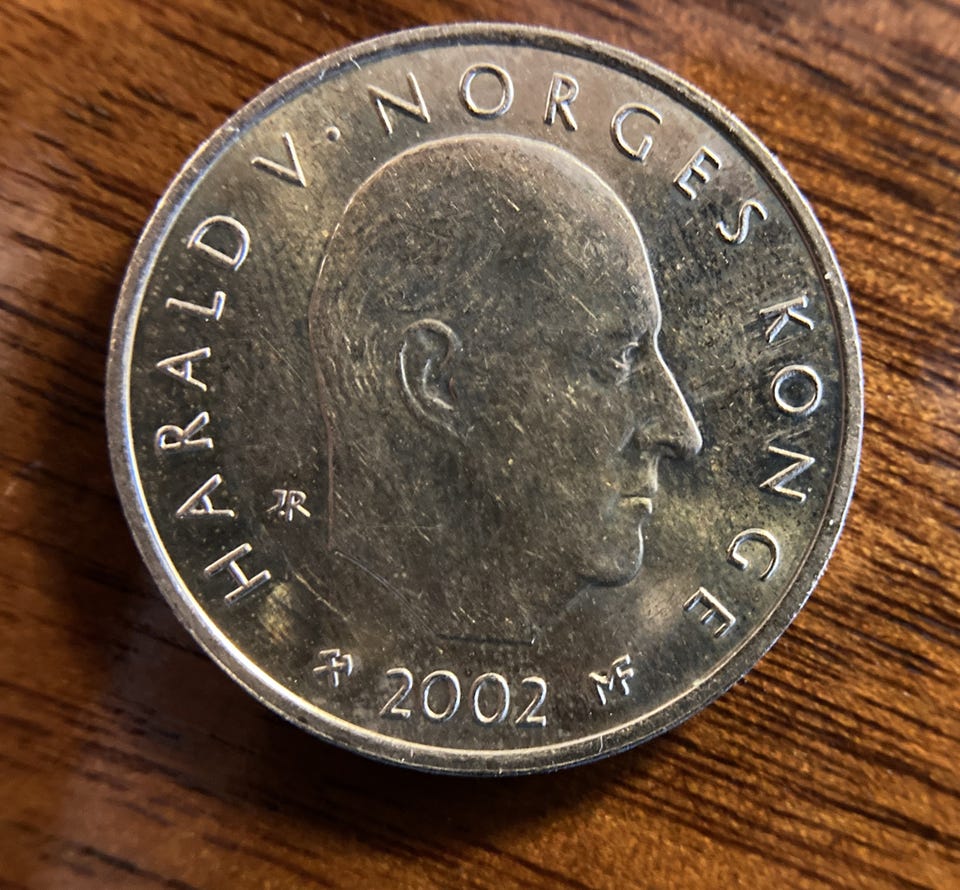 HARALD V · NORGES KONGE
JR
2002
MF